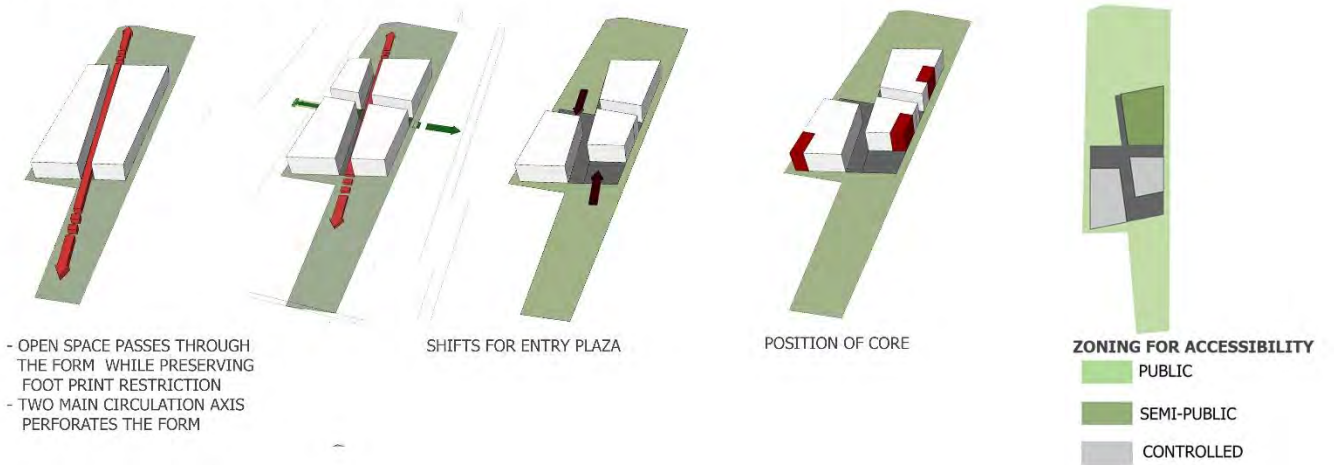 - OPEN SPACE PASSES THROUGH
THE FORM WHILE PRESERVING
FOOT PRINT RESTRICTION
- TWO MAIN CIRCULATION AXIS
PERFORATES THE FORM
SHIFTS FOR ENTRY PLAZA
POSITION OF CORE
ZONING FOR ACCESSIBILITY
PUBLIC
SEMI-PUBLIC
CONTROLLED